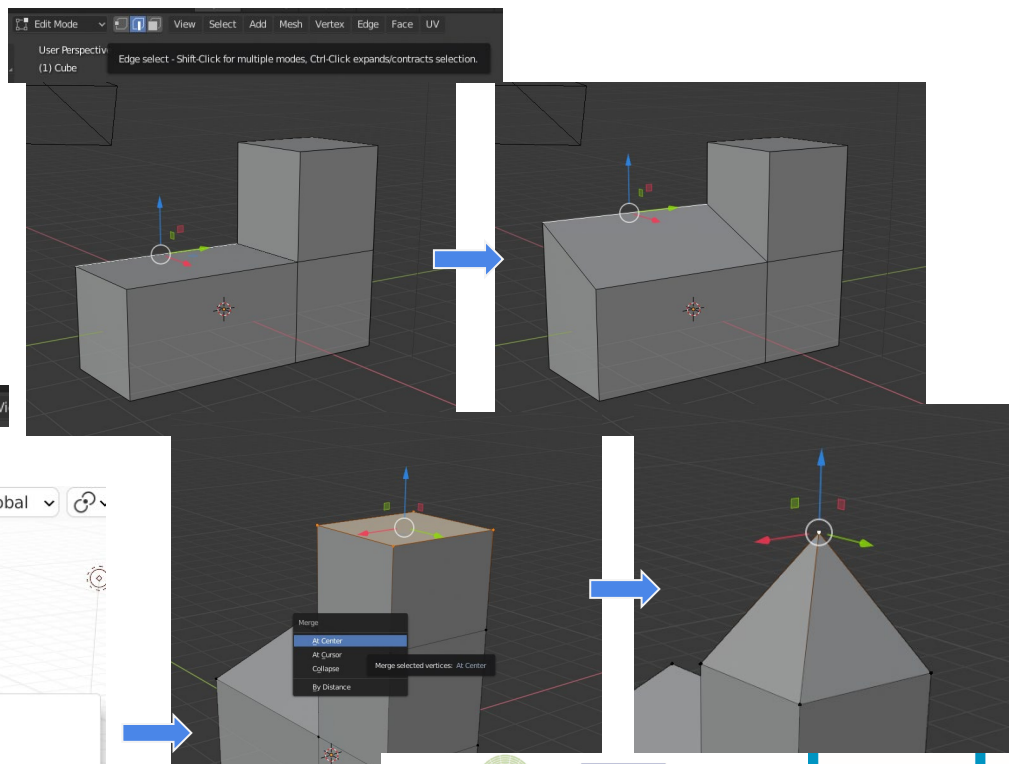 Edit Mode View Select Add Mesh Vertex Edge Face UV
User Perspectiv
(1) Cube
Edge select - Shift-Click for multiple modes, Ctrl-Click expands/contracts selection.
Vi
obal
Merge
At Center
At Cursor
Collapse
By Distance
Merge selected vertices: At Center